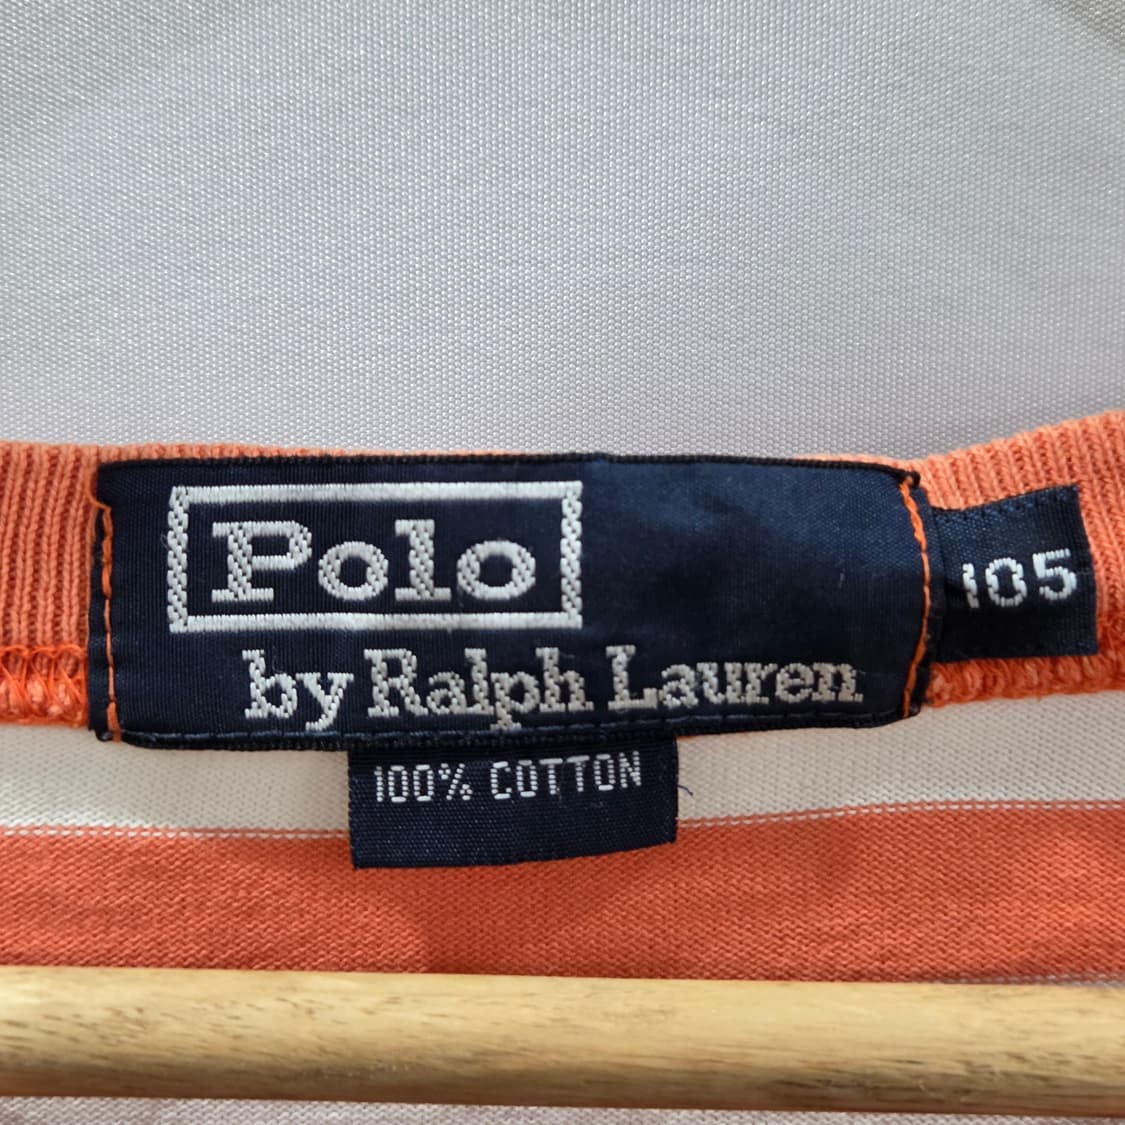 Polo
by Ralph Lauren
105
100% COTTON